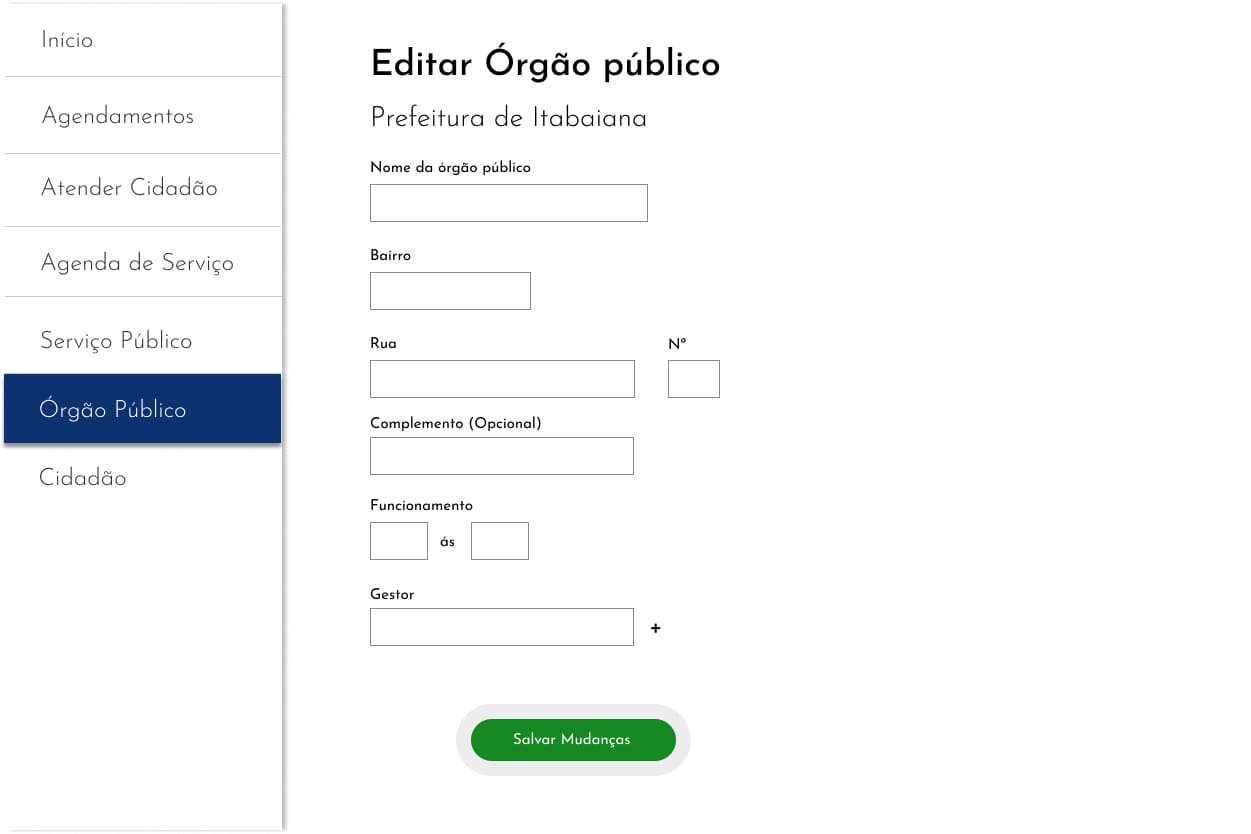 Início
Agendamentos
Atender Cidadão
Agenda de Serviço
Serviço Público
Órgão Público
Cidadão
Editar Órgão público
Prefeitura de Itabaiana
Nome da órgão público
Bairro
Rua
Nº
Complemento (Opcional)
Funcionamento
ás
Gestor
+
Salvar Mudanças